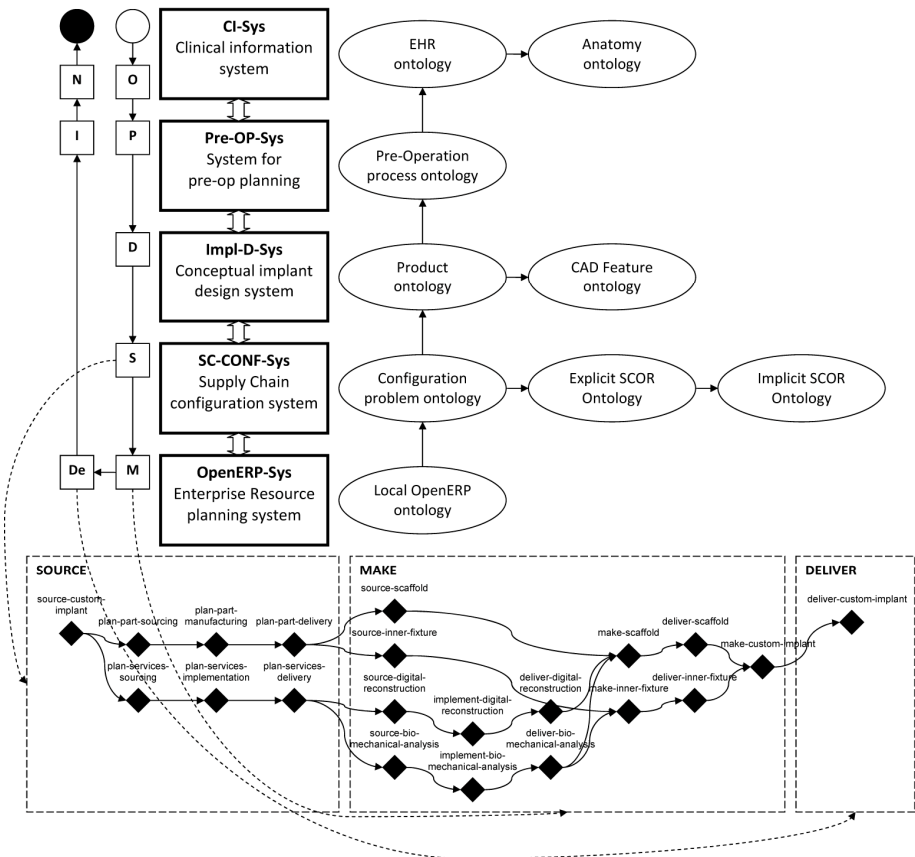 CI-Sys
Clinical information
system
EHR
ontology
Anatomy
ontology
N
O
I
P
Pre-OP-Sys
System for
pre-op planning
Pre-Operation
process ontology
D
Impl-D-Sys
Conceptual implant
design system
Product
ontology
CAD Feature
ontology
S
SC-CONF-Sys
Supply Chain
configuration system
Configuration
problem ontology
Explicit SCOR
Ontology
Implicit SCOR
Ontology
De
M
OpenERP-Sys
Enterprise Resource
planning system
Local OpenERP
ontology
SOURCE
source-custom-
implant
plan-part-sourcing
plan-part-
manufacturing
plan-part-delivery
plan-services-
sourcing
plan-services-
implementation
plan-services-
delivery
MAKE
source-scaffold
source-inner-fixture
source-digital-
reconstruction
implement-digital-
reconstruction
deliver-digital-
reconstruction
source-bio-
mechanical-analysis
implement-bio-
mechanical-analysis
deliver-bio-
mechanical-analysis
make-scaffold
deliver-scaffold
make-inner-fixture
deliver-inner-fixture
make-custom-implant
DELIVER
deliver-custom-implant